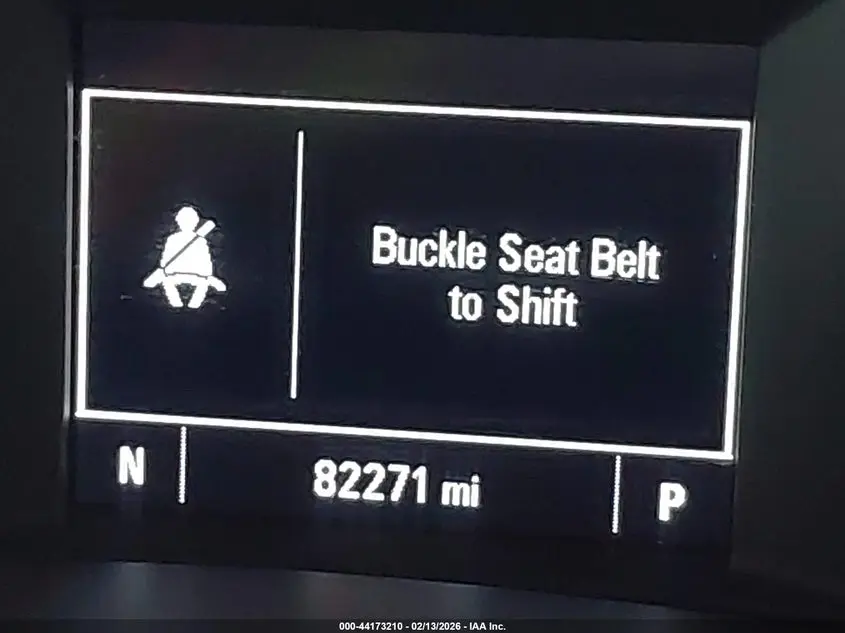 Buckle Seat Belt
to Shift
N 82271 mi P
000-44173210 - 02/13/2026 - IAA Inc.